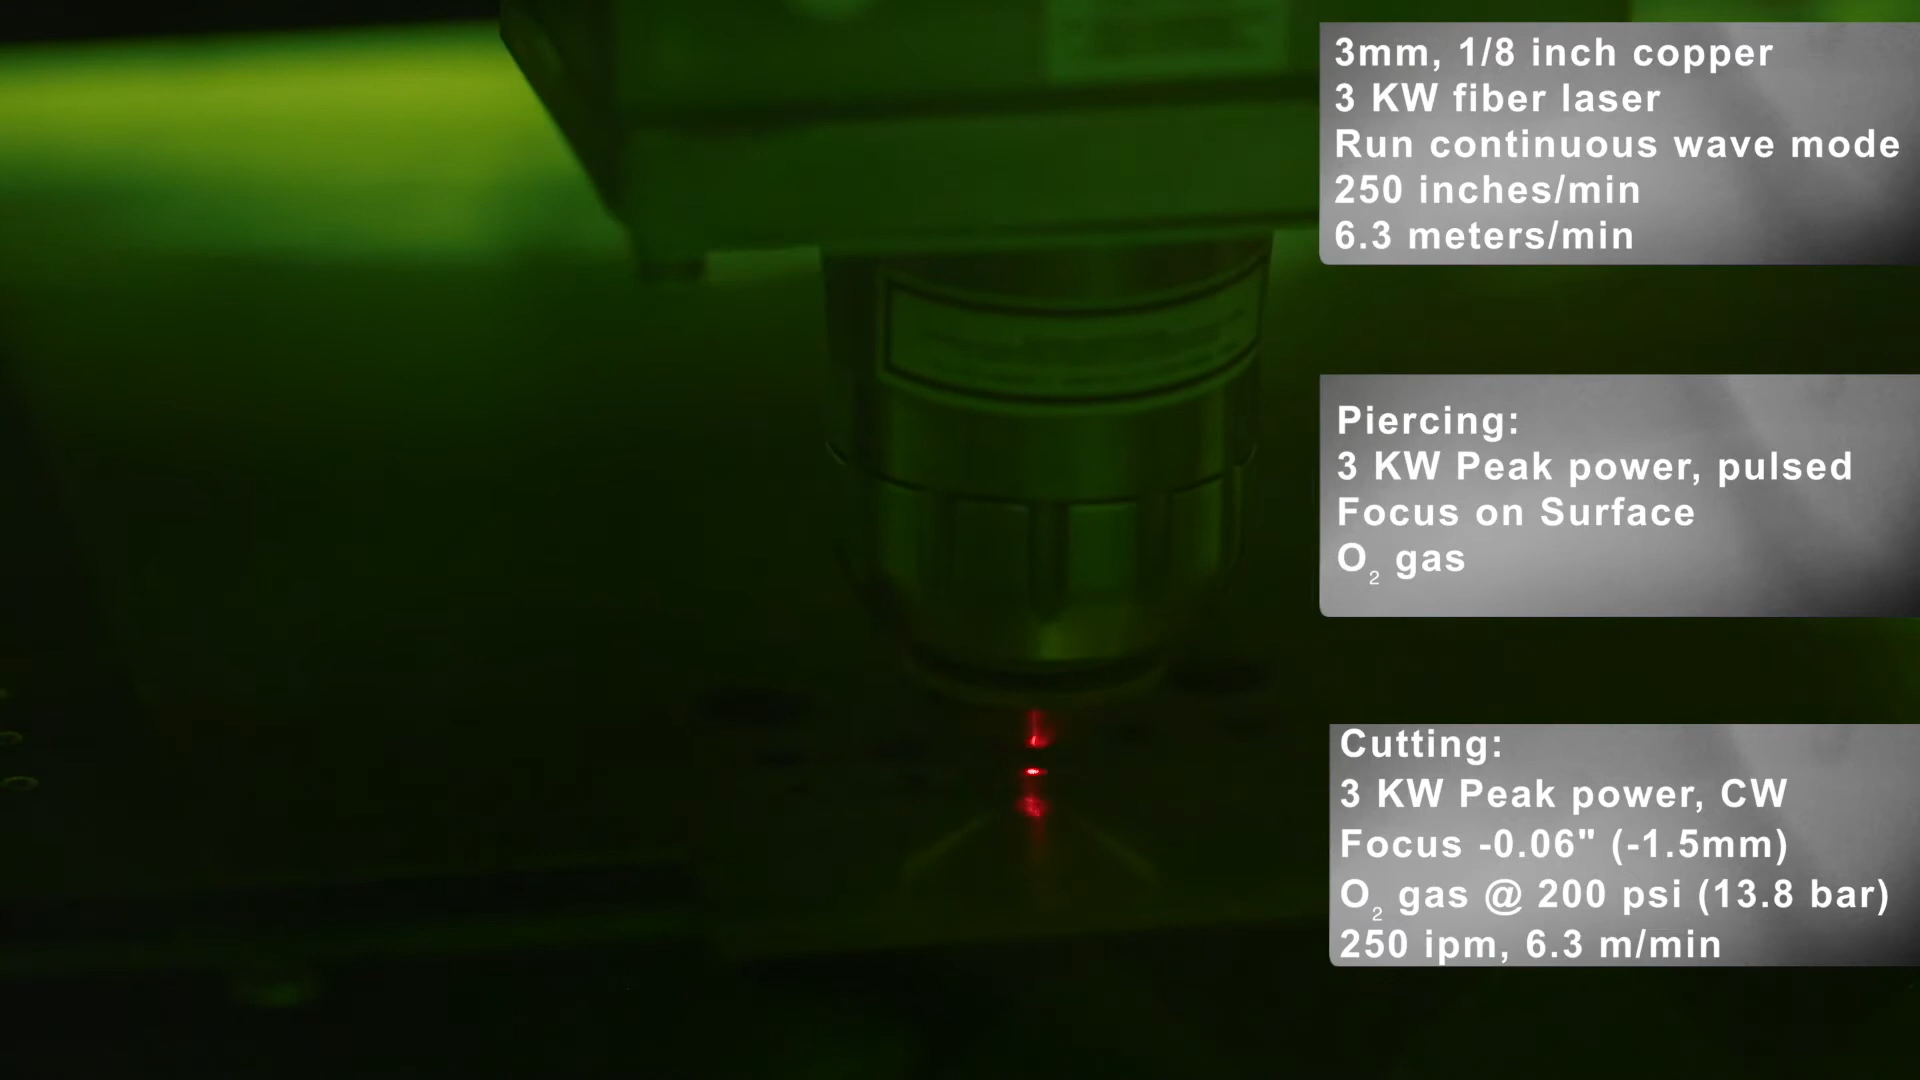 3mm, 1/8 inch copper
3 KW fiber laser
Run continuous wave mode
250 inches/min
6.3 meters/min
Piercing:
3 KW Peak power, pulsed
Focus on Surface
O₂ gas
Cutting:
3 KW Peak power, CW
Focus -0.06" (-1.5mm)
O₂ gas @ 200 psi (13.8 bar)
250 ipm, 6.3 m/min